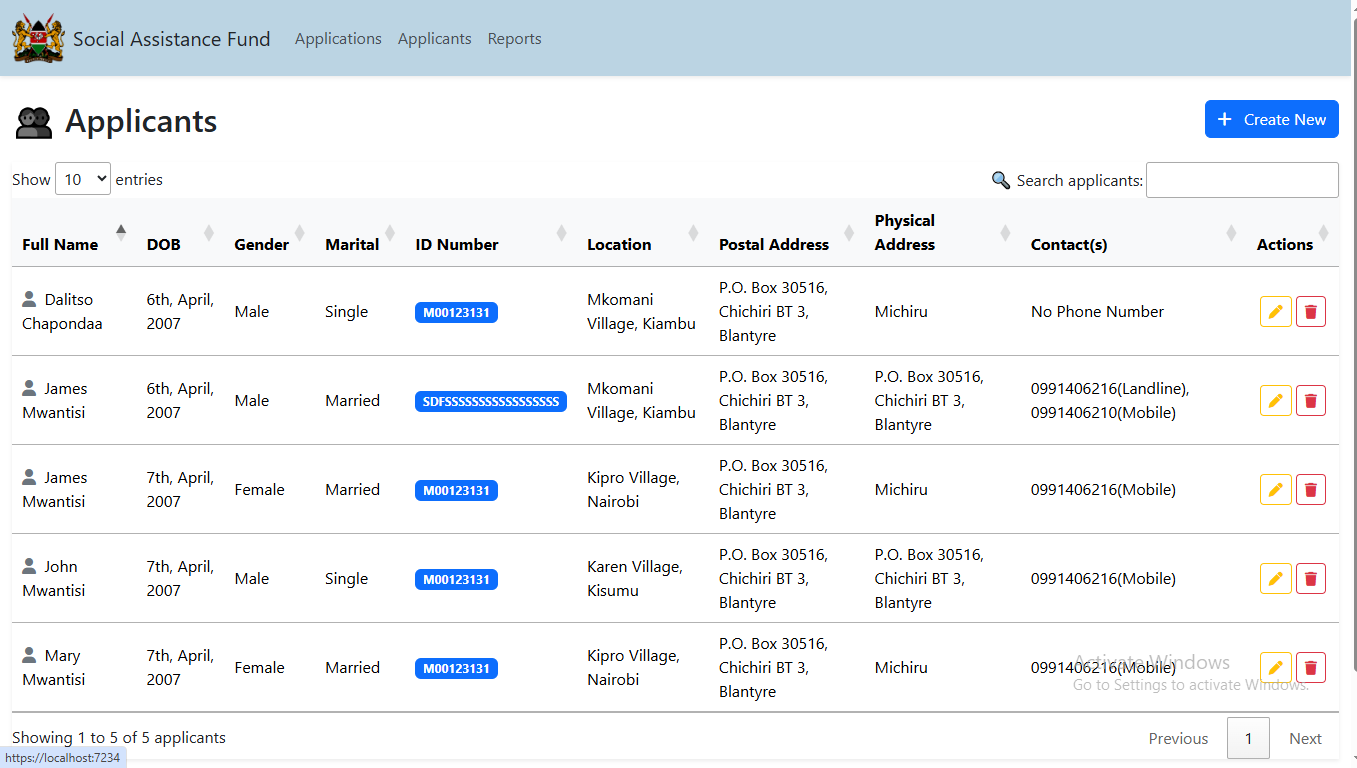 Social Assistance Fund Applications Applicants Reports
Applicants
Create New
Show 10 entries
Search applicants:
Full Name DOB Gender Marital ID Number Location Postal Address Physical Address Contact(s) Actions
Dalitso Chapondaa 6th, April, 2007 Male Single M00123131 Mkomani Village, Kiambu P.O. Box 30516, Chichiri BT 3, Blantyre Michiru No Phone Number
James Mwantisi 6th, April, 2007 Male Married SDFSSSSSSSSSSSSSSSSS Mkomani Village, Kiambu P.O. Box 30516, Chichiri BT 3, Blantyre P.O. Box 30516, Chichiri BT 3, Blantyre 0991406216(Landline), 0991406210(Mobile)
James Mwantisi 7th, April, 2007 Female Married M00123131 Kipro Village, Nairobi P.O. Box 30516, Chichiri BT 3, Blantyre Michiru 0991406216(Mobile)
John Mwantisi 7th, April, 2007 Male Single M00123131 Karen Village, Kisumu P.O. Box 30516, Chichiri BT 3, Blantyre P.O. Box 30516, Chichiri BT 3, Blantyre 0991406216(Mobile)
Mary Mwantisi 7th, April, 2007 Female Married M00123131 Kipro Village, Nairobi P.O. Box 30516, Chichiri BT 3, Blantyre Michiru 0991406216(Mobile)
Activate Windows
Go to Settings to activate Windows.
Showing 1 to 5 of 5 applicants
Previous 1 Next
https://localhost:7234